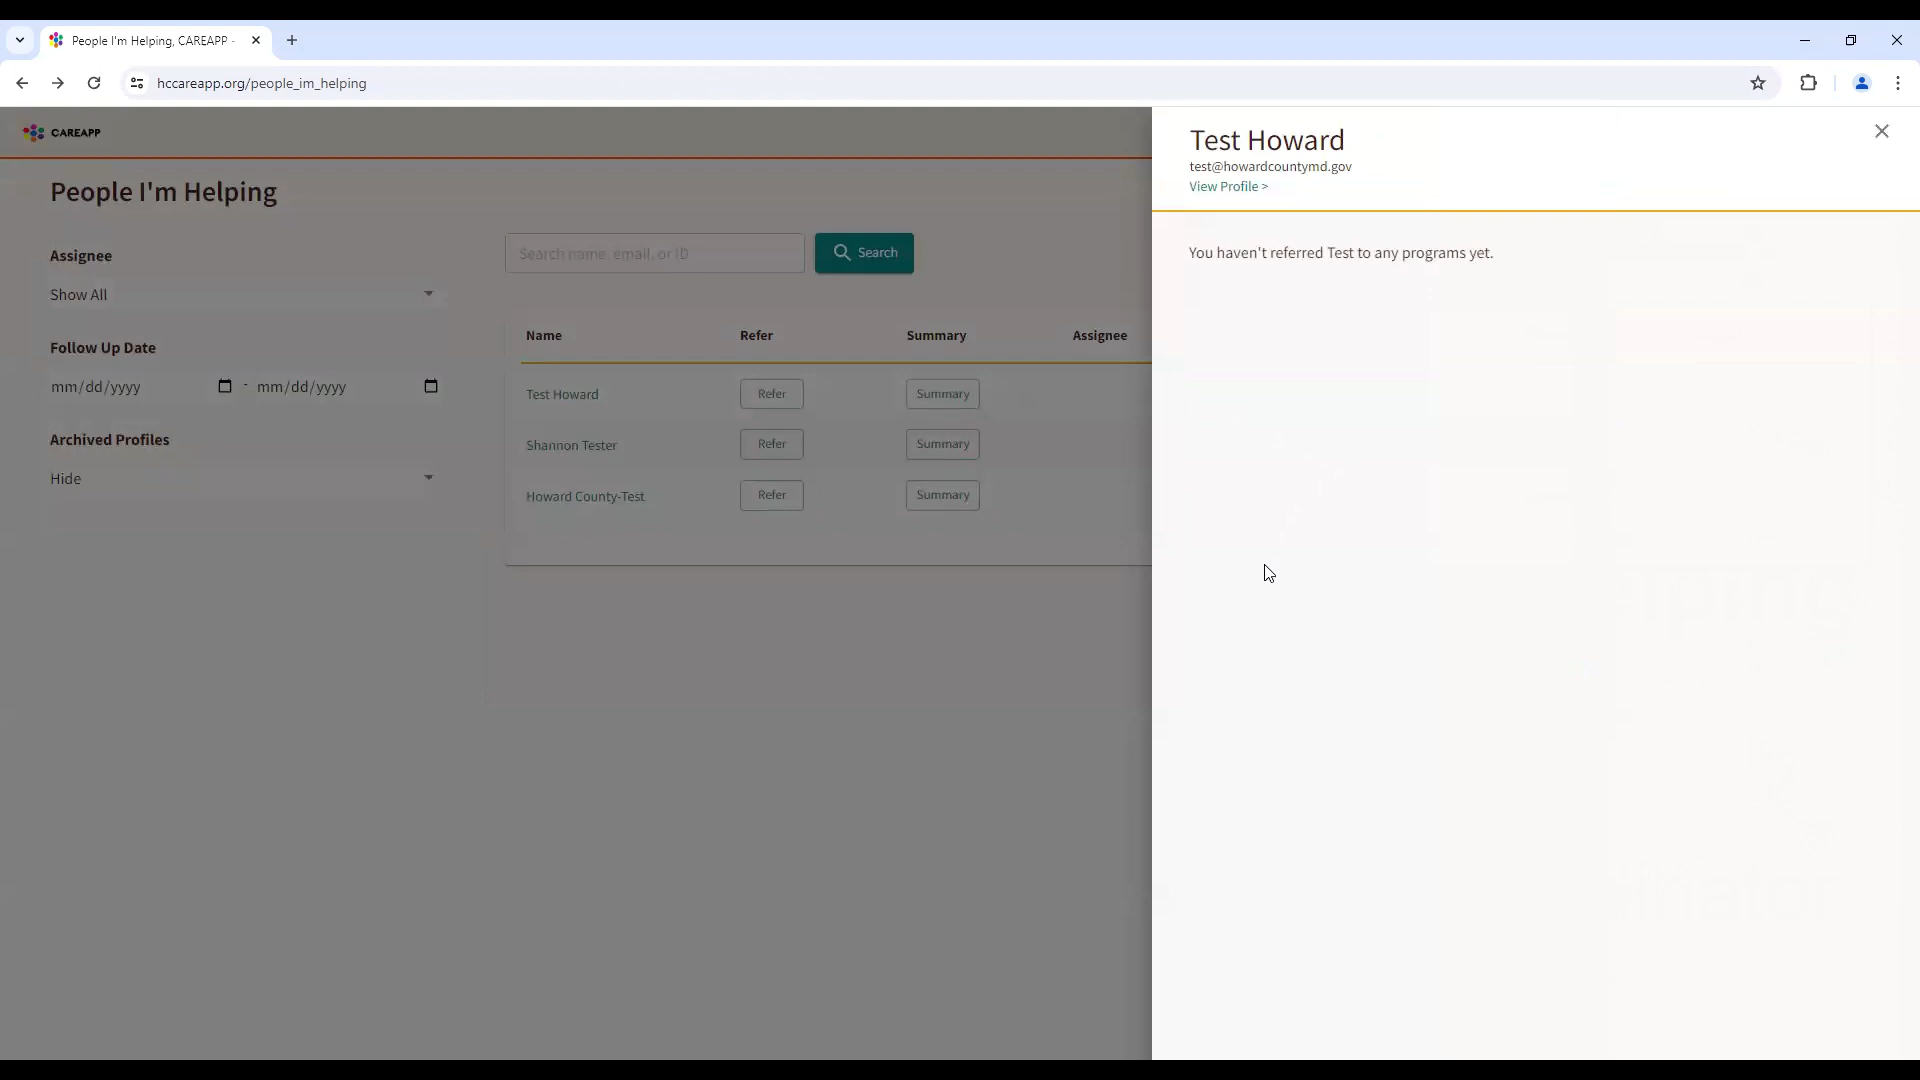 People I'm Helping, CAREAPP -
hccareapp.org/people_im_helping
CAREAPP
People I'm Helping
Assignee
Show All
Follow Up Date
mm/dd/yyyy - mm/dd/yyyy
Archived Profiles
Hide
Search name, email, or ID
Search
Name Refer Summary Assignee
Test Howard Refer Summary
Shannon Tester Refer Summary
Howard County-Test Refer Summary
Test Howard
test@howardcountymd.gov
View Profile >
You haven't referred Test to any programs yet.